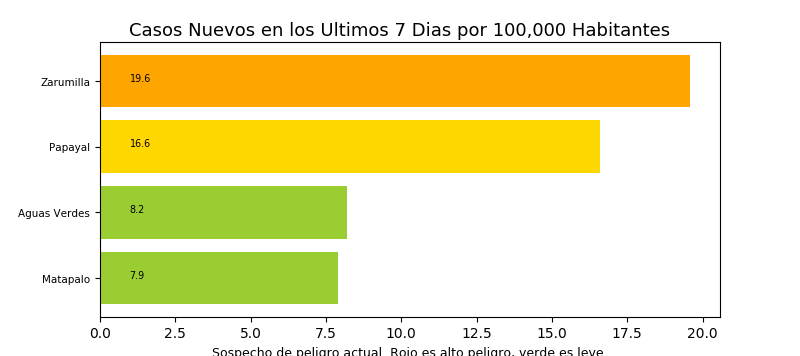 Casos Nuevos en los Ultimos 7 Dias por 100,000 Habitantes
Zarumilla 19.6
Papayal 16.6
Aguas Verdes 8.2
Matapalo 7.9
0.0 2.5 5.0 7.5 10.0 12.5 15.0 17.5 20.0
Sospecho de peligro actual. Rojo es alto peligro, verde es leve